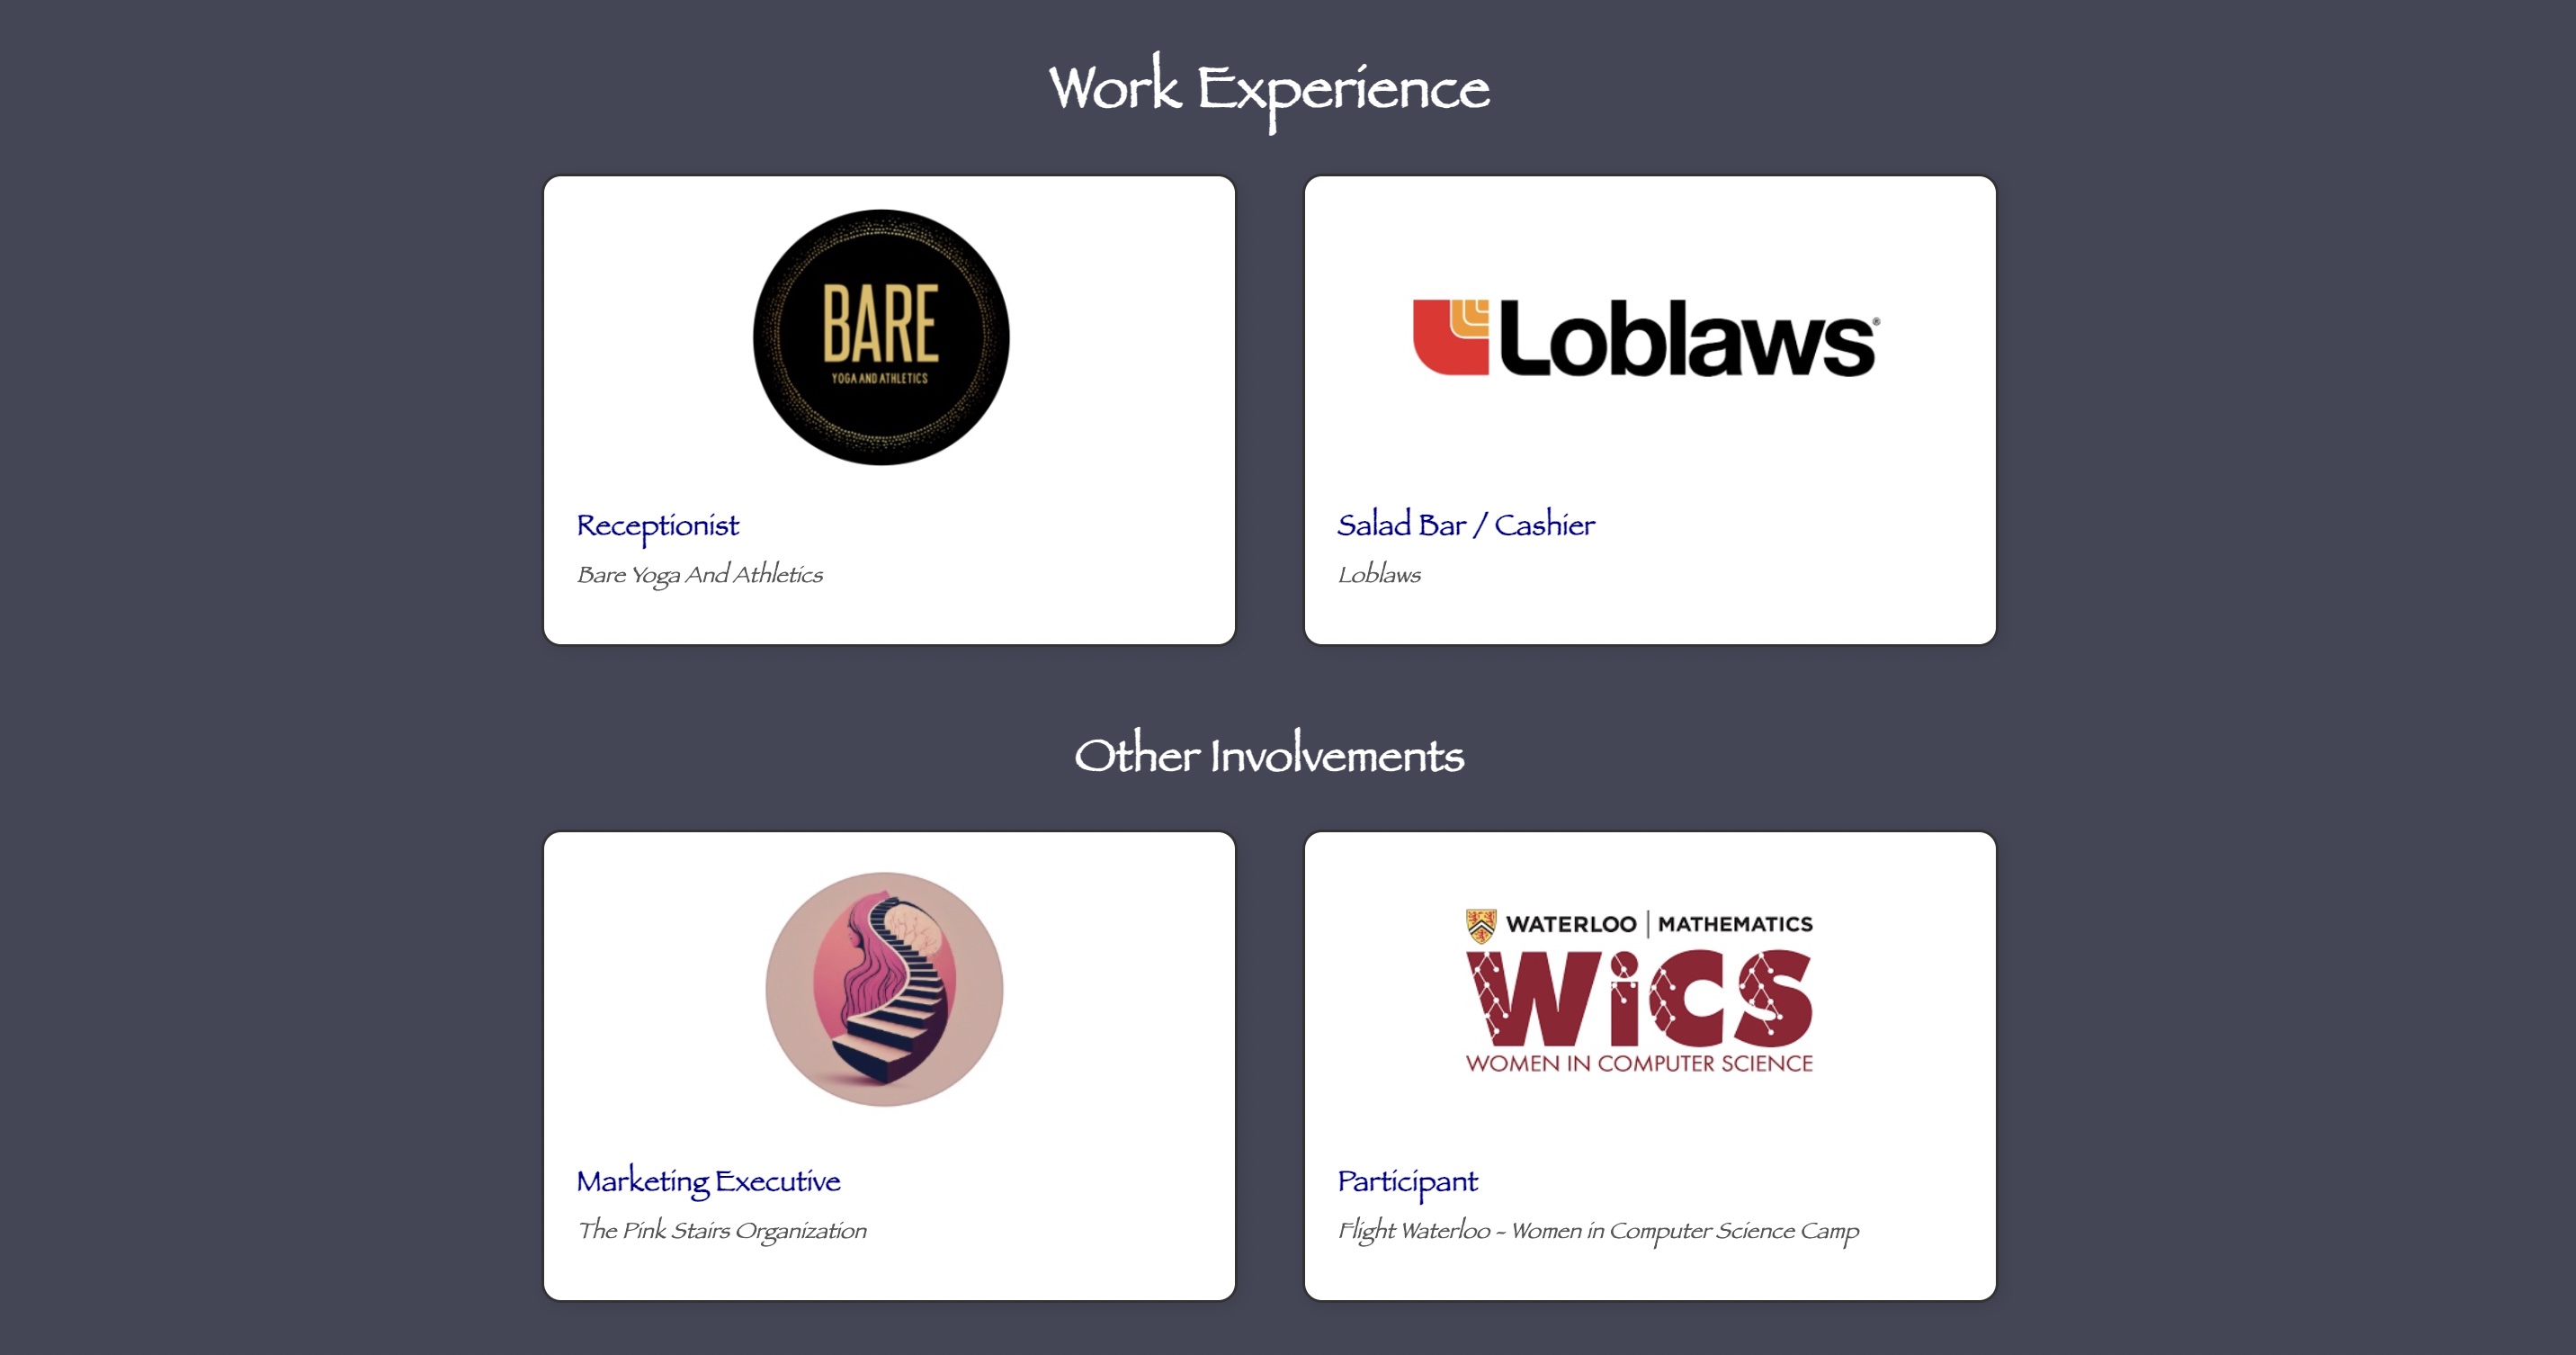 Work Experience
BARE
YOGA AND ATHLETICS
Loblaws®
Receptionist
Bare Yoga And Athletics
Salad Bar / Cashier
Loblaws
Other Involvements
WATERLOO | MATHEMATICS
WiCS
WOMEN IN COMPUTER SCIENCE
Marketing Executive
The Pink Stairs Organization
Participant
Flight Waterloo - Women in Computer Science Camp